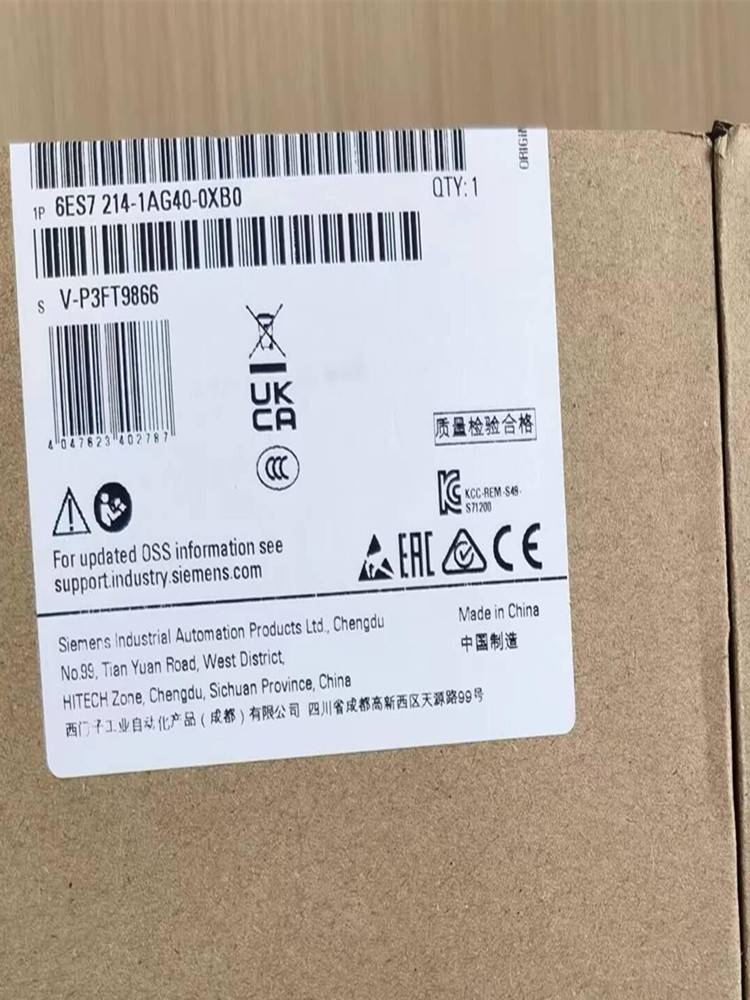 ORIGIN
1P 6ES7 214-1AG40-0XB0
QTY: 1
S V-P3FT9866
4 047623 402787
UK
CA
CCC
质量检验合格
KCC-REM-S49-
S71200
For updated OSS information see
support.industry.siemens.com
EAC
CE
Siemens Industrial Automation Products Ltd., Chengdu
No.99, Tian Yuan Road, West District,
HITECH Zone, Chengdu, Sichuan Province, China
西门子工业自动化产品（成都）有限公司 四川省成都高新西区天源路99号
Made in China
中国制造